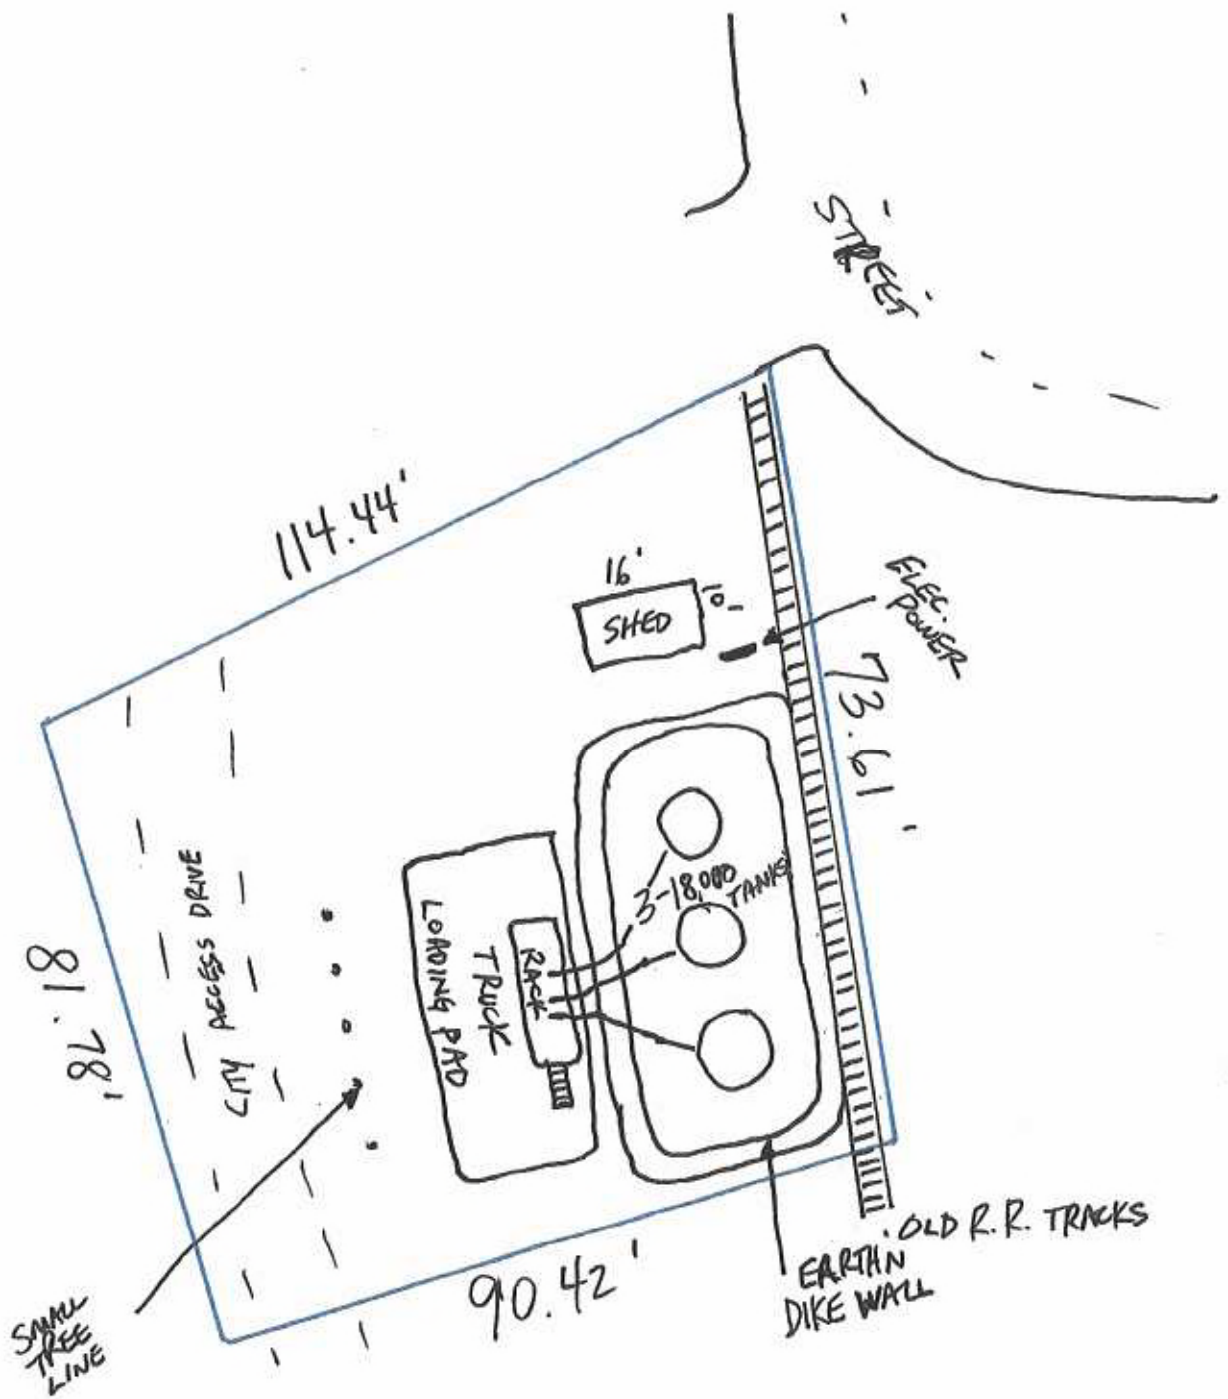 STREET
114.44'
16'
10'
SHED
ELEC.
POWER
73.61'
3-18,000
TANKS
RACK
TRUCK
LOADING PAD
CITY ACCESS DRIVE
81.78'
90.42'
OLD R.R. TRACKS
EARTHN
DIKE WALL
SMALL
TREE
LINE